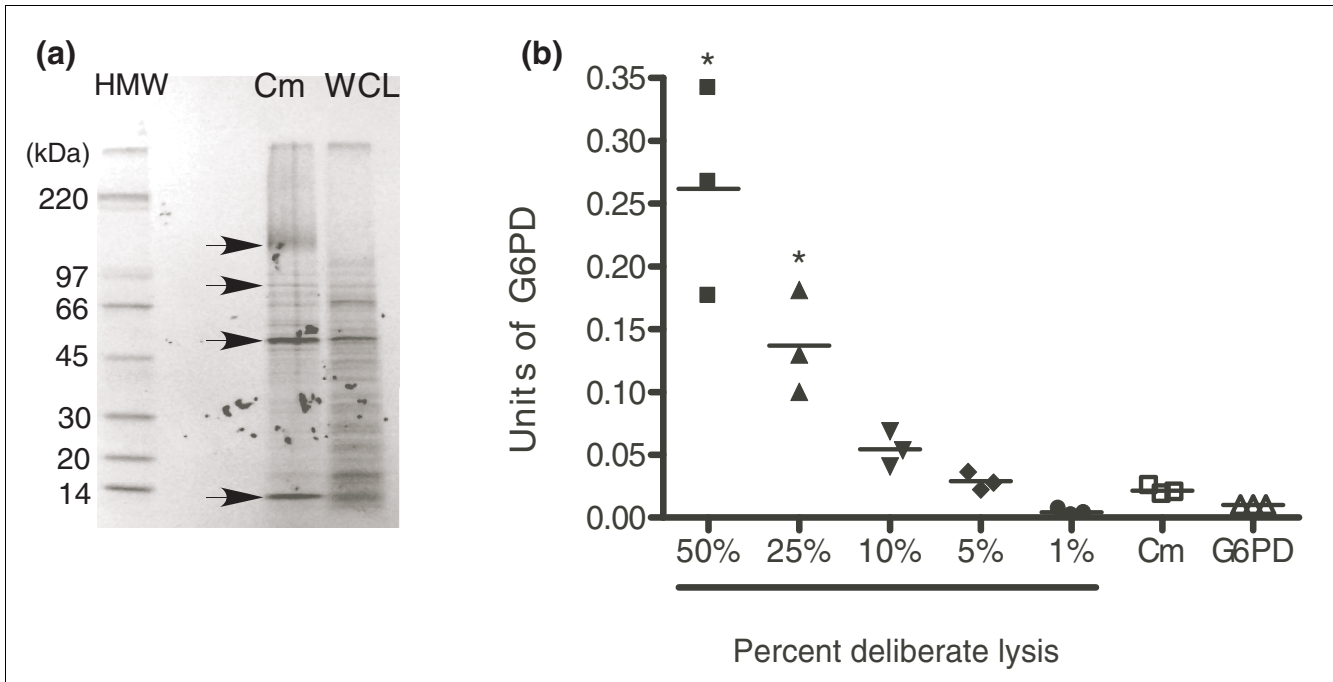 (a)
HMW Cm WCL
(kDa)
220
97
66
45
30
20
14
(b)
* 
*
Units of G6PD
0.35
0.30
0.25
0.20
0.15
0.10
0.05
0.00
50% 25% 10% 5% 1% Cm G6PD
Percent deliberate lysis